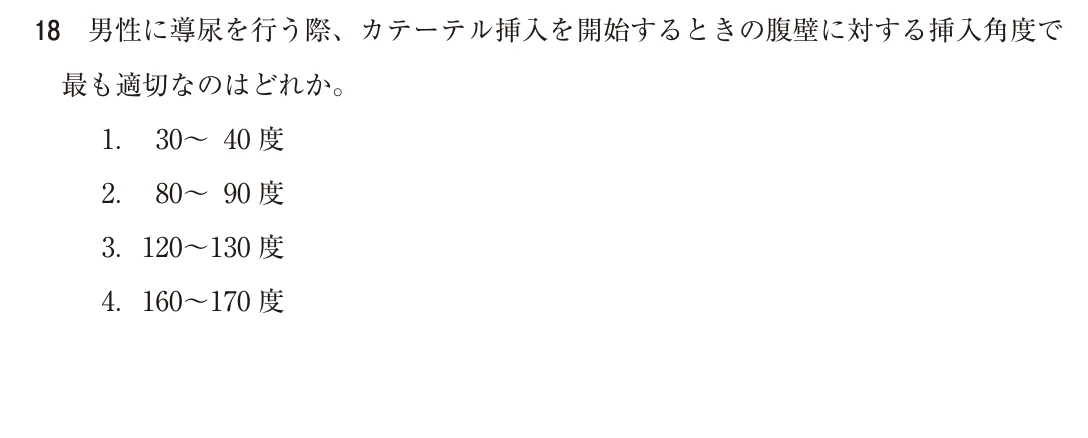 18 男性に導尿を行う際、カテーテル挿入を開始するときの腹壁に対する挿入角度で
最も適切なのはどれか。
1. 30〜 40 度
2. 80〜 90 度
3. 120〜130 度
4. 160〜170 度